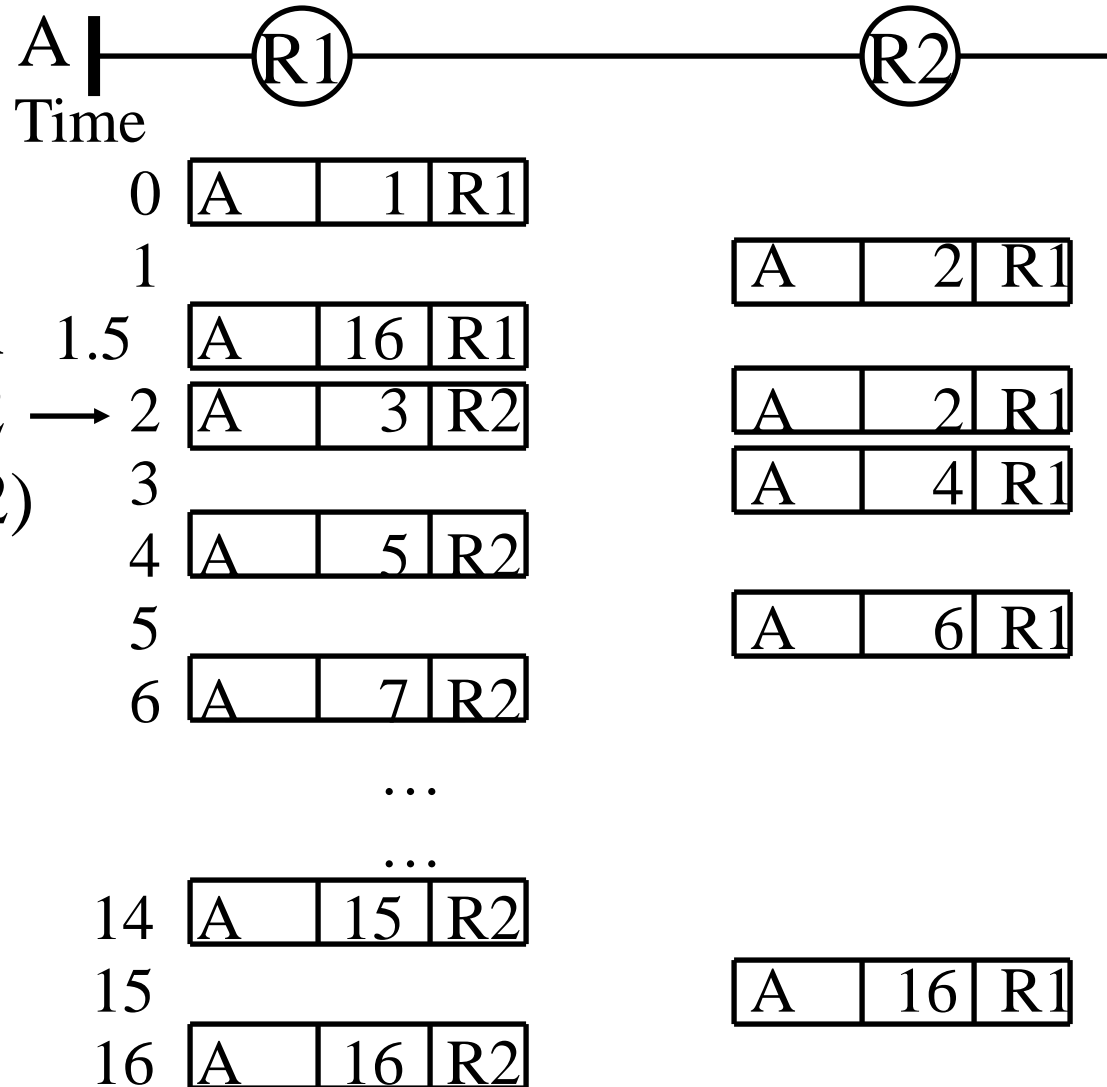 A R1 R2
Time
0 A 1 R1
1 A 2 R1
1.5 A 16 R1
2 A 3 R2 A 2 R1
3 A 4 R1
2)
4 A 5 R2
5 A 6 R1
6 A 7 R2
...
...
14 A 15 R2
15 A 16 R1
16 A 16 R2